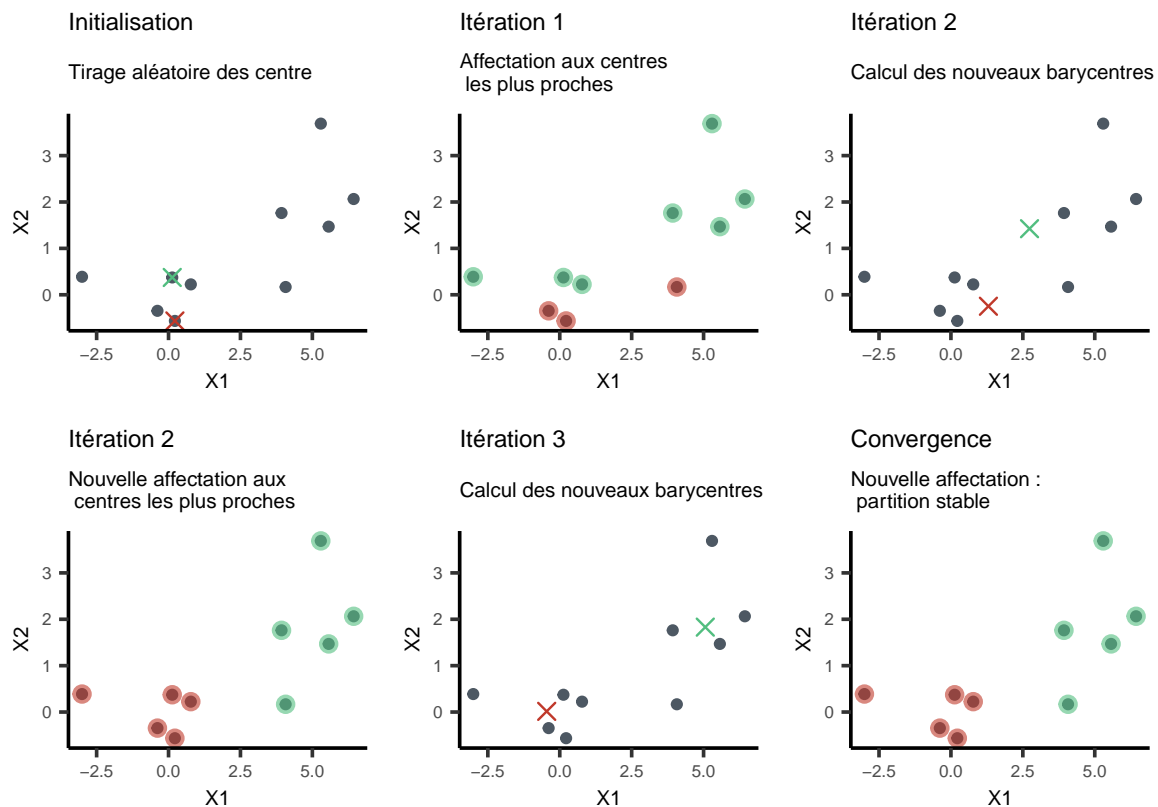 Initialisation
Tirage aléatoire des centre
3
2
1
0
X2
−2.5 0.0 2.5 5.0
X1
Itération 1
Affectation aux centres
les plus proches
3
2
1
0
X2
−2.5 0.0 2.5 5.0
X1
Itération 2
Calcul des nouveaux barycentres
3
2
1
0
X2
−2.5 0.0 2.5 5.0
X1
Itération 2
Nouvelle affectation aux
centres les plus proches
3
2
1
0
X2
−2.5 0.0 2.5 5.0
X1
Itération 3
Calcul des nouveaux barycentres
3
2
1
0
X2
−2.5 0.0 2.5 5.0
X1
Convergence
Nouvelle affectation :
partition stable
3
2
1
0
X2
−2.5 0.0 2.5 5.0
X1